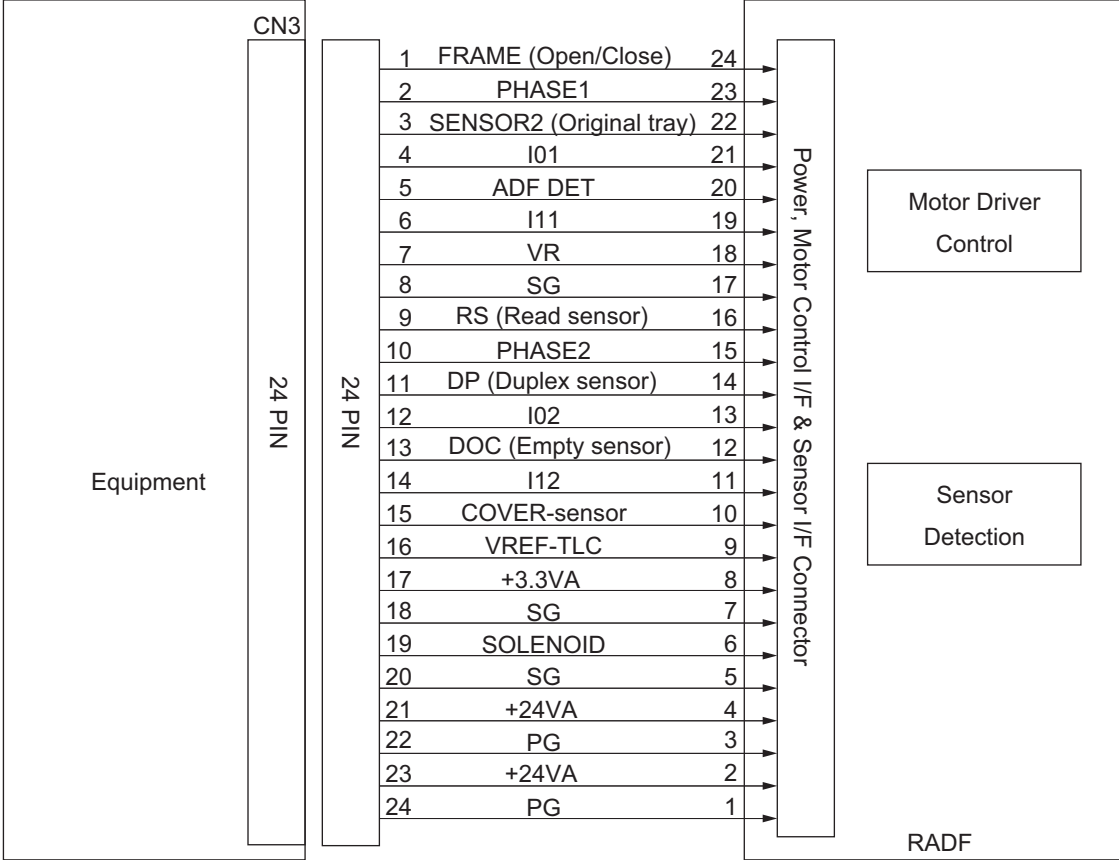 CN3
1 FRAME (Open/Close) 24
2 PHASE1 23
3 SENSOR2 (Original tray) 22
4 I01 21
5 ADF DET 20
6 I11 19
7 VR 18
8 SG 17
9 RS (Read sensor) 16
10 PHASE2 15
11 DP (Duplex sensor) 14
12 I02 13
13 DOC (Empty sensor) 12
14 I12 11
15 COVER-sensor 10
16 VREF-TLC 9
17 +3.3VA 8
18 SG 7
19 SOLENOID 6
20 SG 5
21 +24VA 4
22 PG 3
23 +24VA 2
24 PG 1
Equipment
24 PIN
24 PIN
Power, Motor Control I/F & Sensor I/F Connector
Motor Driver
Control
Sensor
Detection
RADF